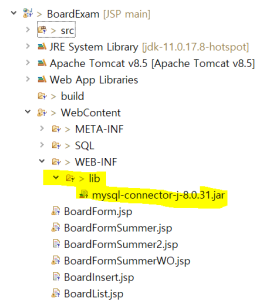 > BoardExam [JSP main]
> src
JRE System Library [jdk-11.0.17.8-hotspot]
Apache Tomcat v8.5 [Apache Tomcat v8.5]
Web App Libraries
> build
> WebContent
> META-INF
> SQL
> WEB-INF
> lib
mysql-connector-j-8.0.31.jar
BoardForm.jsp
BoardFormSummer.jsp
BoardFormSummer2.jsp
BoardFormSummerWO.jsp
BoardInsert.jsp
BoardList.jsp